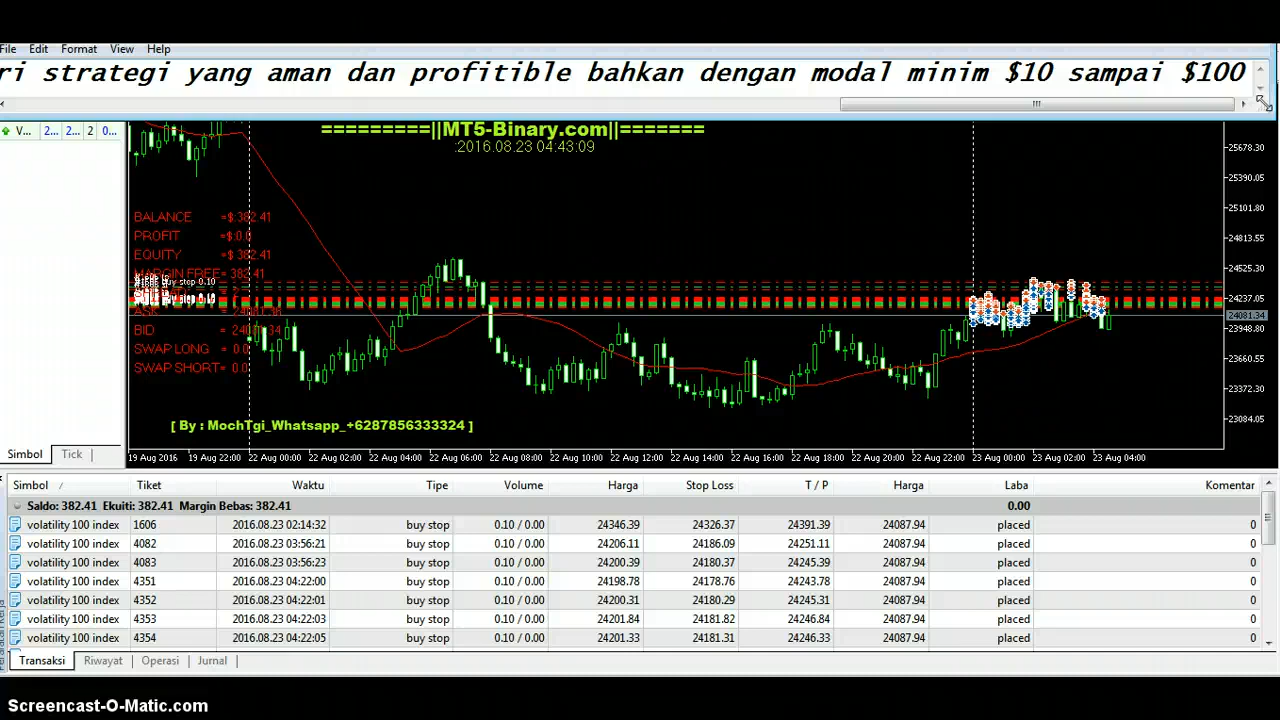 File Edit Format View Help
ri strategi yang aman dan profitible bahkan dengan modal minim $10 sampai $100
V... 2... 2... 2 0...
=========||MT5-Binary.com||=======
:2016.08.23 04:43:09
BALANCE =$:382.41
PROFIT =$:0.0
EQUITY =$ 382.41
MARGIN FREE= 382.41
buy stop 0.10
buy stop 0.10
BID
SWAP LONG = 0.0
SWAP SHORT= 0.0
[ By : MochTgi_Whatsapp_+6287856333324 ]
25678.30
25390.05
25101.80
24813.55
24525.30
24237.05
24081.34
23948.80
23660.55
23372.30
23084.05
19 Aug 2016 19 Aug 22:00 22 Aug 00:00 22 Aug 02:00 22 Aug 04:00 22 Aug 06:00 22 Aug 08:00 22 Aug 10:00 22 Aug 12:00 22 Aug 14:00 22 Aug 16:00 22 Aug 18:00 22 Aug 20:00 22 Aug 22:00 23 Aug 00:00 23 Aug 02:00 23 Aug 04:00
Simbol Tick
Simbol Tiket Waktu Tipe Volume Harga Stop Loss T / P Harga Laba Komentar
Saldo: 382.41 Ekuiti: 382.41 Margin Bebas: 382.41 0.00
volatility 100 index 1606 2016.08.23 02:14:32 buy stop 0.10 / 0.00 24346.39 24326.37 24391.39 24087.94 placed 0
volatility 100 index 4082 2016.08.23 03:56:21 buy stop 0.10 / 0.00 24206.11 24186.09 24251.11 24087.94 placed 0
volatility 100 index 4083 2016.08.23 03:56:23 buy stop 0.10 / 0.00 24200.39 24180.37 24245.39 24087.94 placed 0
volatility 100 index 4351 2016.08.23 04:22:00 buy stop 0.10 / 0.00 24198.78 24178.76 24243.78 24087.94 placed 0
volatility 100 index 4352 2016.08.23 04:22:01 buy stop 0.10 / 0.00 24200.31 24180.29 24245.31 24087.94 placed 0
volatility 100 index 4353 2016.08.23 04:22:03 buy stop 0.10 / 0.00 24201.84 24181.82 24246.84 24087.94 placed 0
volatility 100 index 4354 2016.08.23 04:22:05 buy stop 0.10 / 0.00 24201.33 24181.31 24246.33 24087.94 placed 0
Transaksi Riwayat Operasi Jurnal
Screencast-O-Matic.com